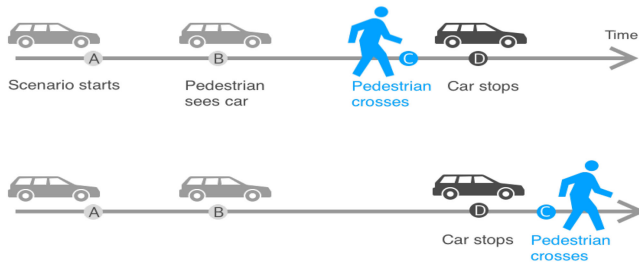 Time
A B C D
Scenario starts Pedestrian sees car Pedestrian crosses Car stops
A B D C
Car stops Pedestrian crosses